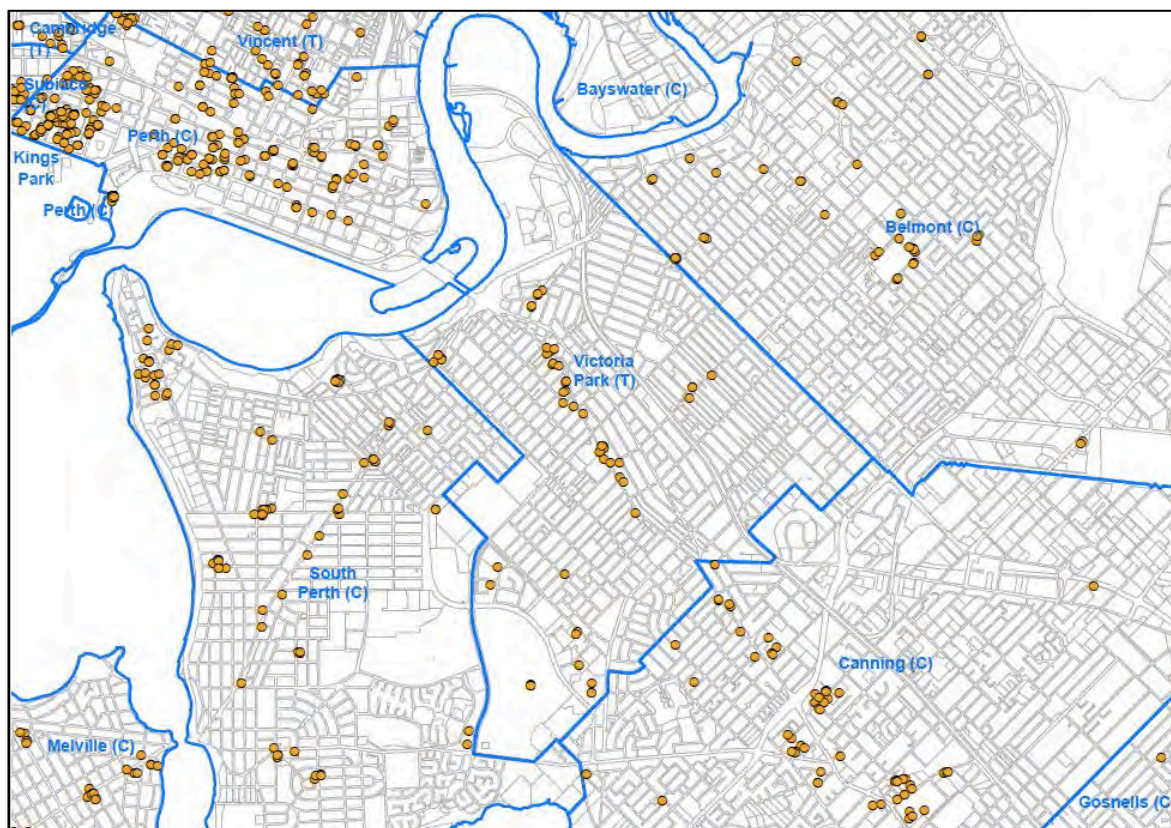 Cambridge
(T)
Vincent (T)
Bayswater (C)
Subiaco
Perth (C)
Kings
Park
Perth (C)
Belmont (C)
Victoria
Park (T)
South
Perth (C)
Canning (C)
Melville (C)
Gosnells (C